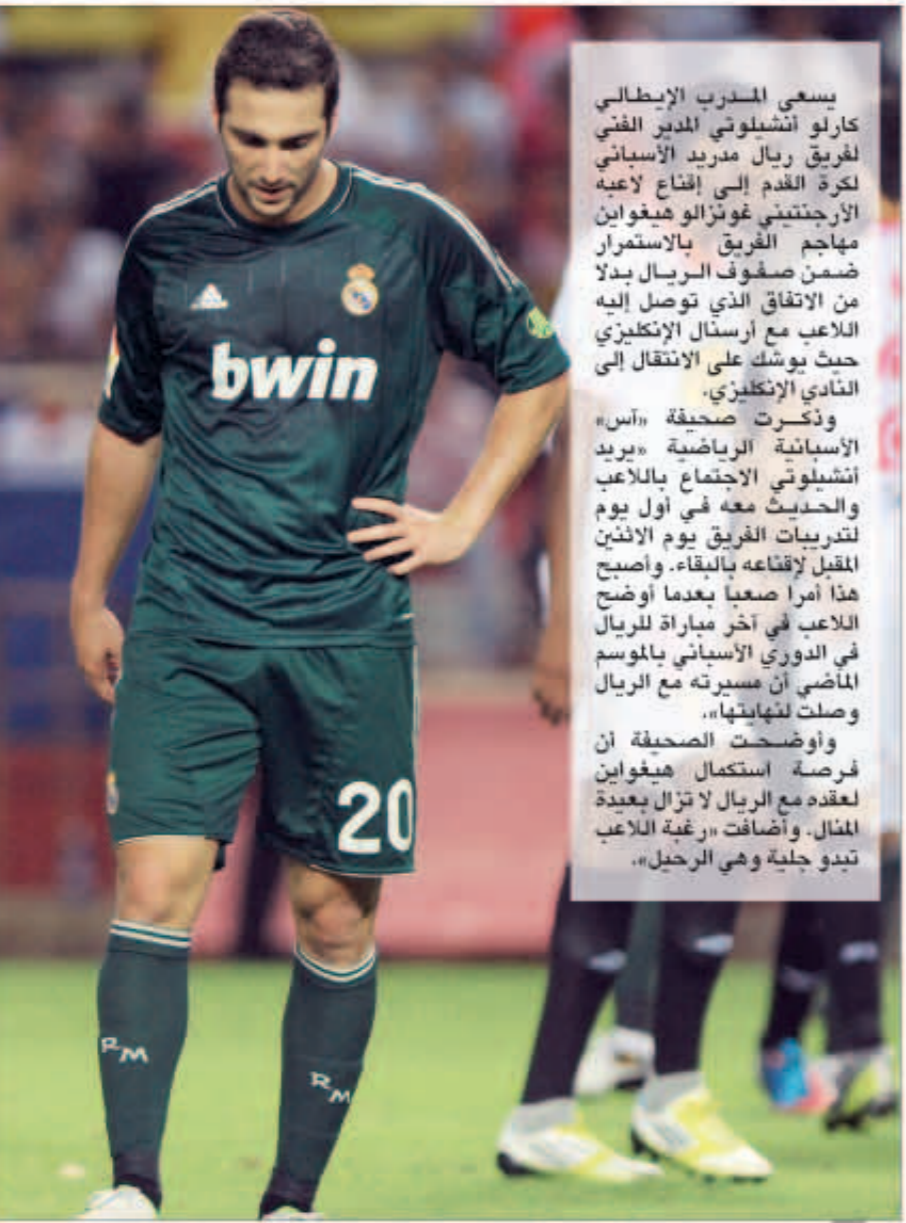 يسعى المدرب الإيطالي
كارلو أنشيلوتي المدير الفني
لفريق ريال مدريد الأسباني
لكرة القدم إلى إقناع لاعبه
الأرجنتيني غونزالو هيغواين
مهاجم الفريق بالاستمرار
ضمن صفوف الريال بدلا
من الاتفاق الذي توصل إليه
اللاعب مع أرسنال الإنكليزي
حيث يوشك على الانتقال إلى
النادي الإنكليزي.
وذكرت صحيفة «آس»
الأسبانية الرياضية «يريد
أنشيلوتي الاجتماع باللاعب
والحديث معه في أول يوم
لتدريبات الفريق يوم الاثنين
المقبل لإقناعه بالبقاء. وأصبح
هذا أمرا صعبا بعدما أوضح
اللاعب في آخر مباراة للريال
في الدوري الأسباني بالموسم
الماضي أن مسيرته مع الريال
وصلت لنهايتها».
وأوضحت الصحيفة أن
فرصة استكمال هيغواين
لعقده مع الريال لا تزال بعيدة
المنال. وأضافت «رغبة اللاعب
تبدو جلية وهي الرحيل».
adidas
bwin
20
RM
RM